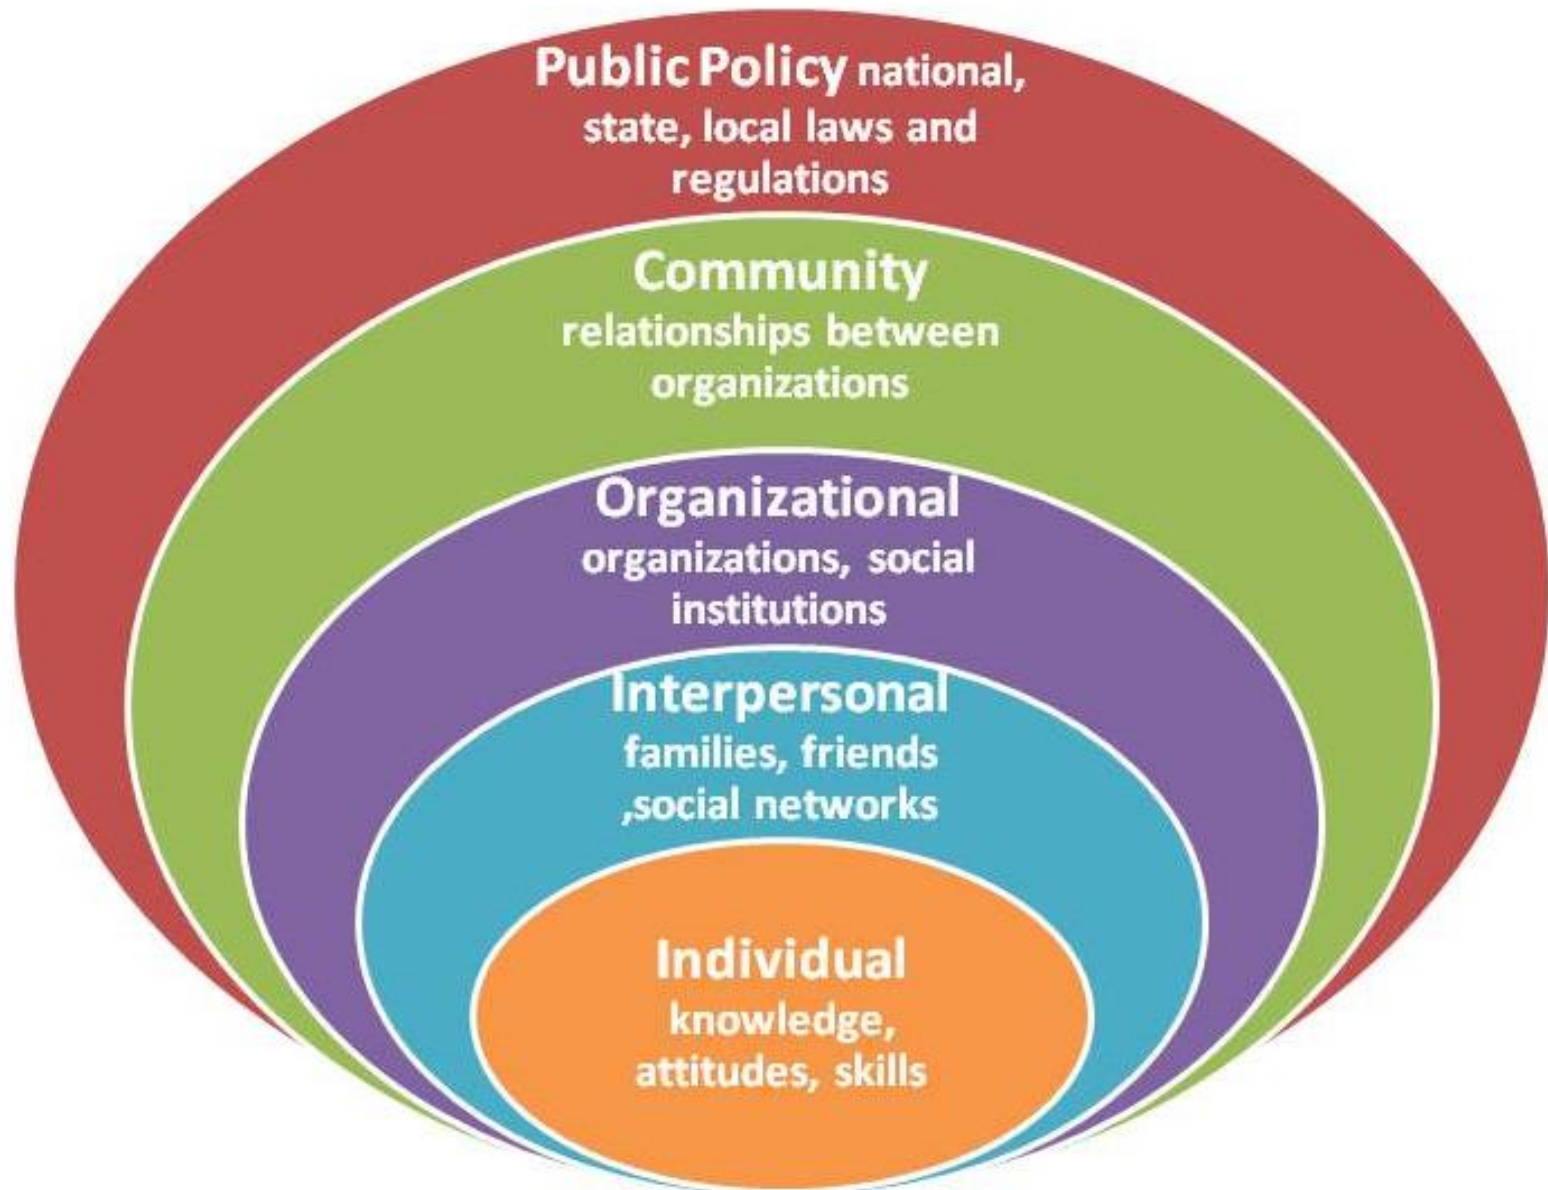 Public Policy national,
state, local laws and
regulations
Community
relationships between
organizations
Organizational
organizations, social
institutions
Interpersonal
families, friends
,social networks
Individual
knowledge,
attitudes, skills